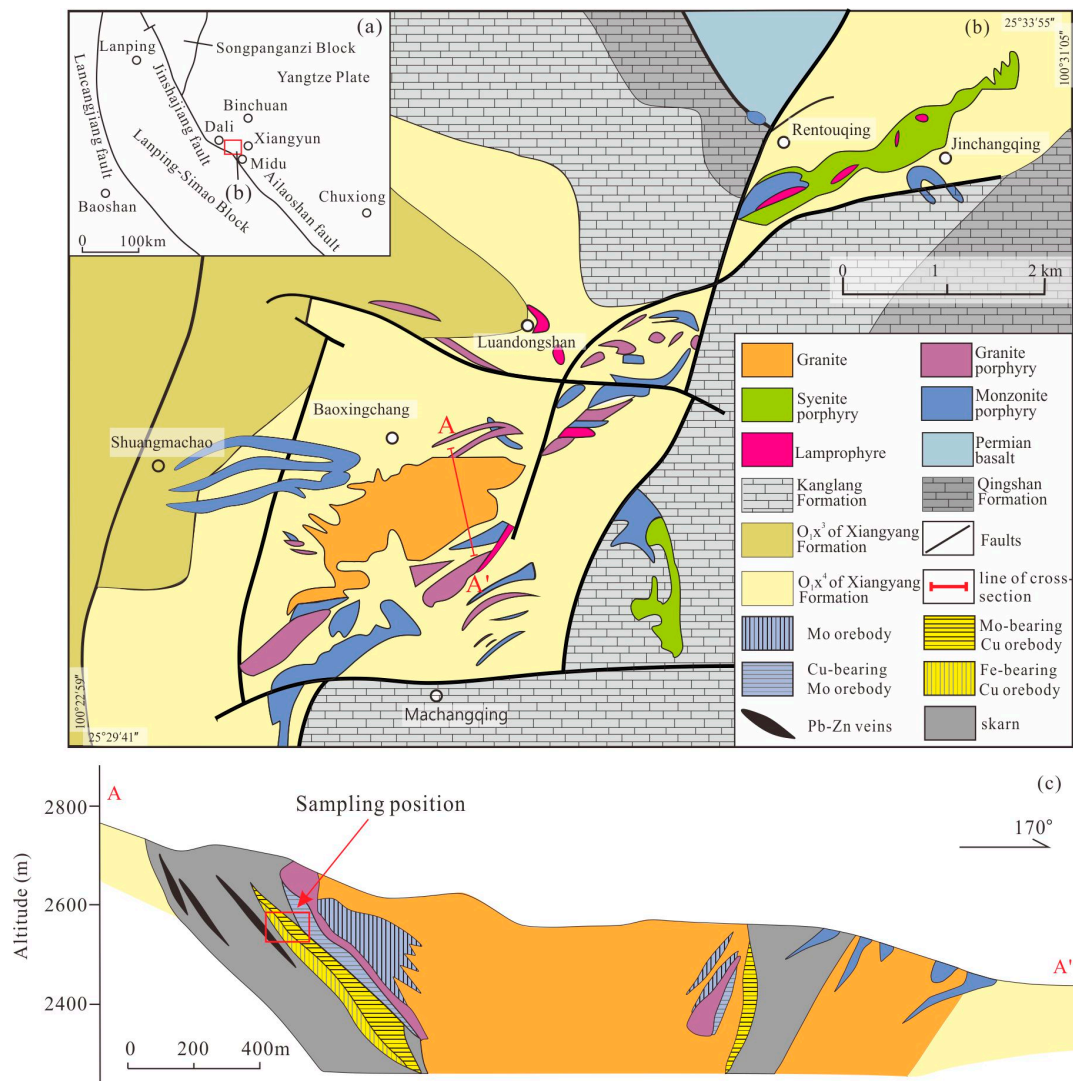 (a)
Lanping
Songpanganzi Block
Yangtze Plate
Lancangjiang fault
Jinshajiang fault
Binchuan
Dali
Xiangyun
Midu
Lanping-Simao Block
(b)
Ailaoshan fault
Baoshan
Chuxiong
0 100km
25°33′55″
(b)
100°31′05″
Rentouqing
Jinchangqing
0 1 2 km
Luandongshan
Baoxingchang
Shuangmachao
A
A'
Machangqing
100°22′59″
25°29′41″
Granite
Granite
porphyry
Syenite
porphyry
Monzonite
porphyry
Lamprophyre
Permian
basalt
Kanglang
Formation
Qingshan
Formation
O₁x³ of Xiangyang
Formation
Faults
O₁x⁴ of Xiangyang
Formation
line of cross-
section
Mo orebody
Mo-bearing
Cu orebody
Cu-bearing
Mo orebody
Fe-bearing
Cu orebody
Pb-Zn veins
skarn
(c)
A
Sampling position
170°
Altitude (m)
2800
2600
2400
A'
0 200 400m